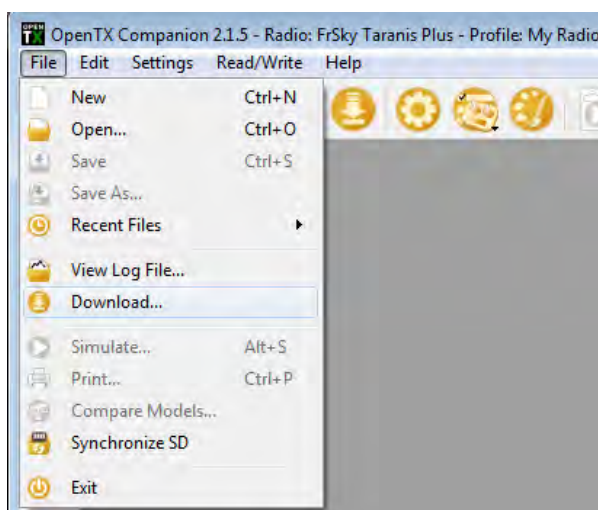 OPEN TX OpenTX Companion 2.1.5 - Radio: FrSky Taranis Plus - Profile: My Radio
File Edit Settings Read/Write Help
New Ctrl+N
Open... Ctrl+O
Save Ctrl+S
Save As...
Recent Files
View Log File...
Download...
Simulate... Alt+S
Print... Ctrl+P
Compare Models...
Synchronize SD
Exit